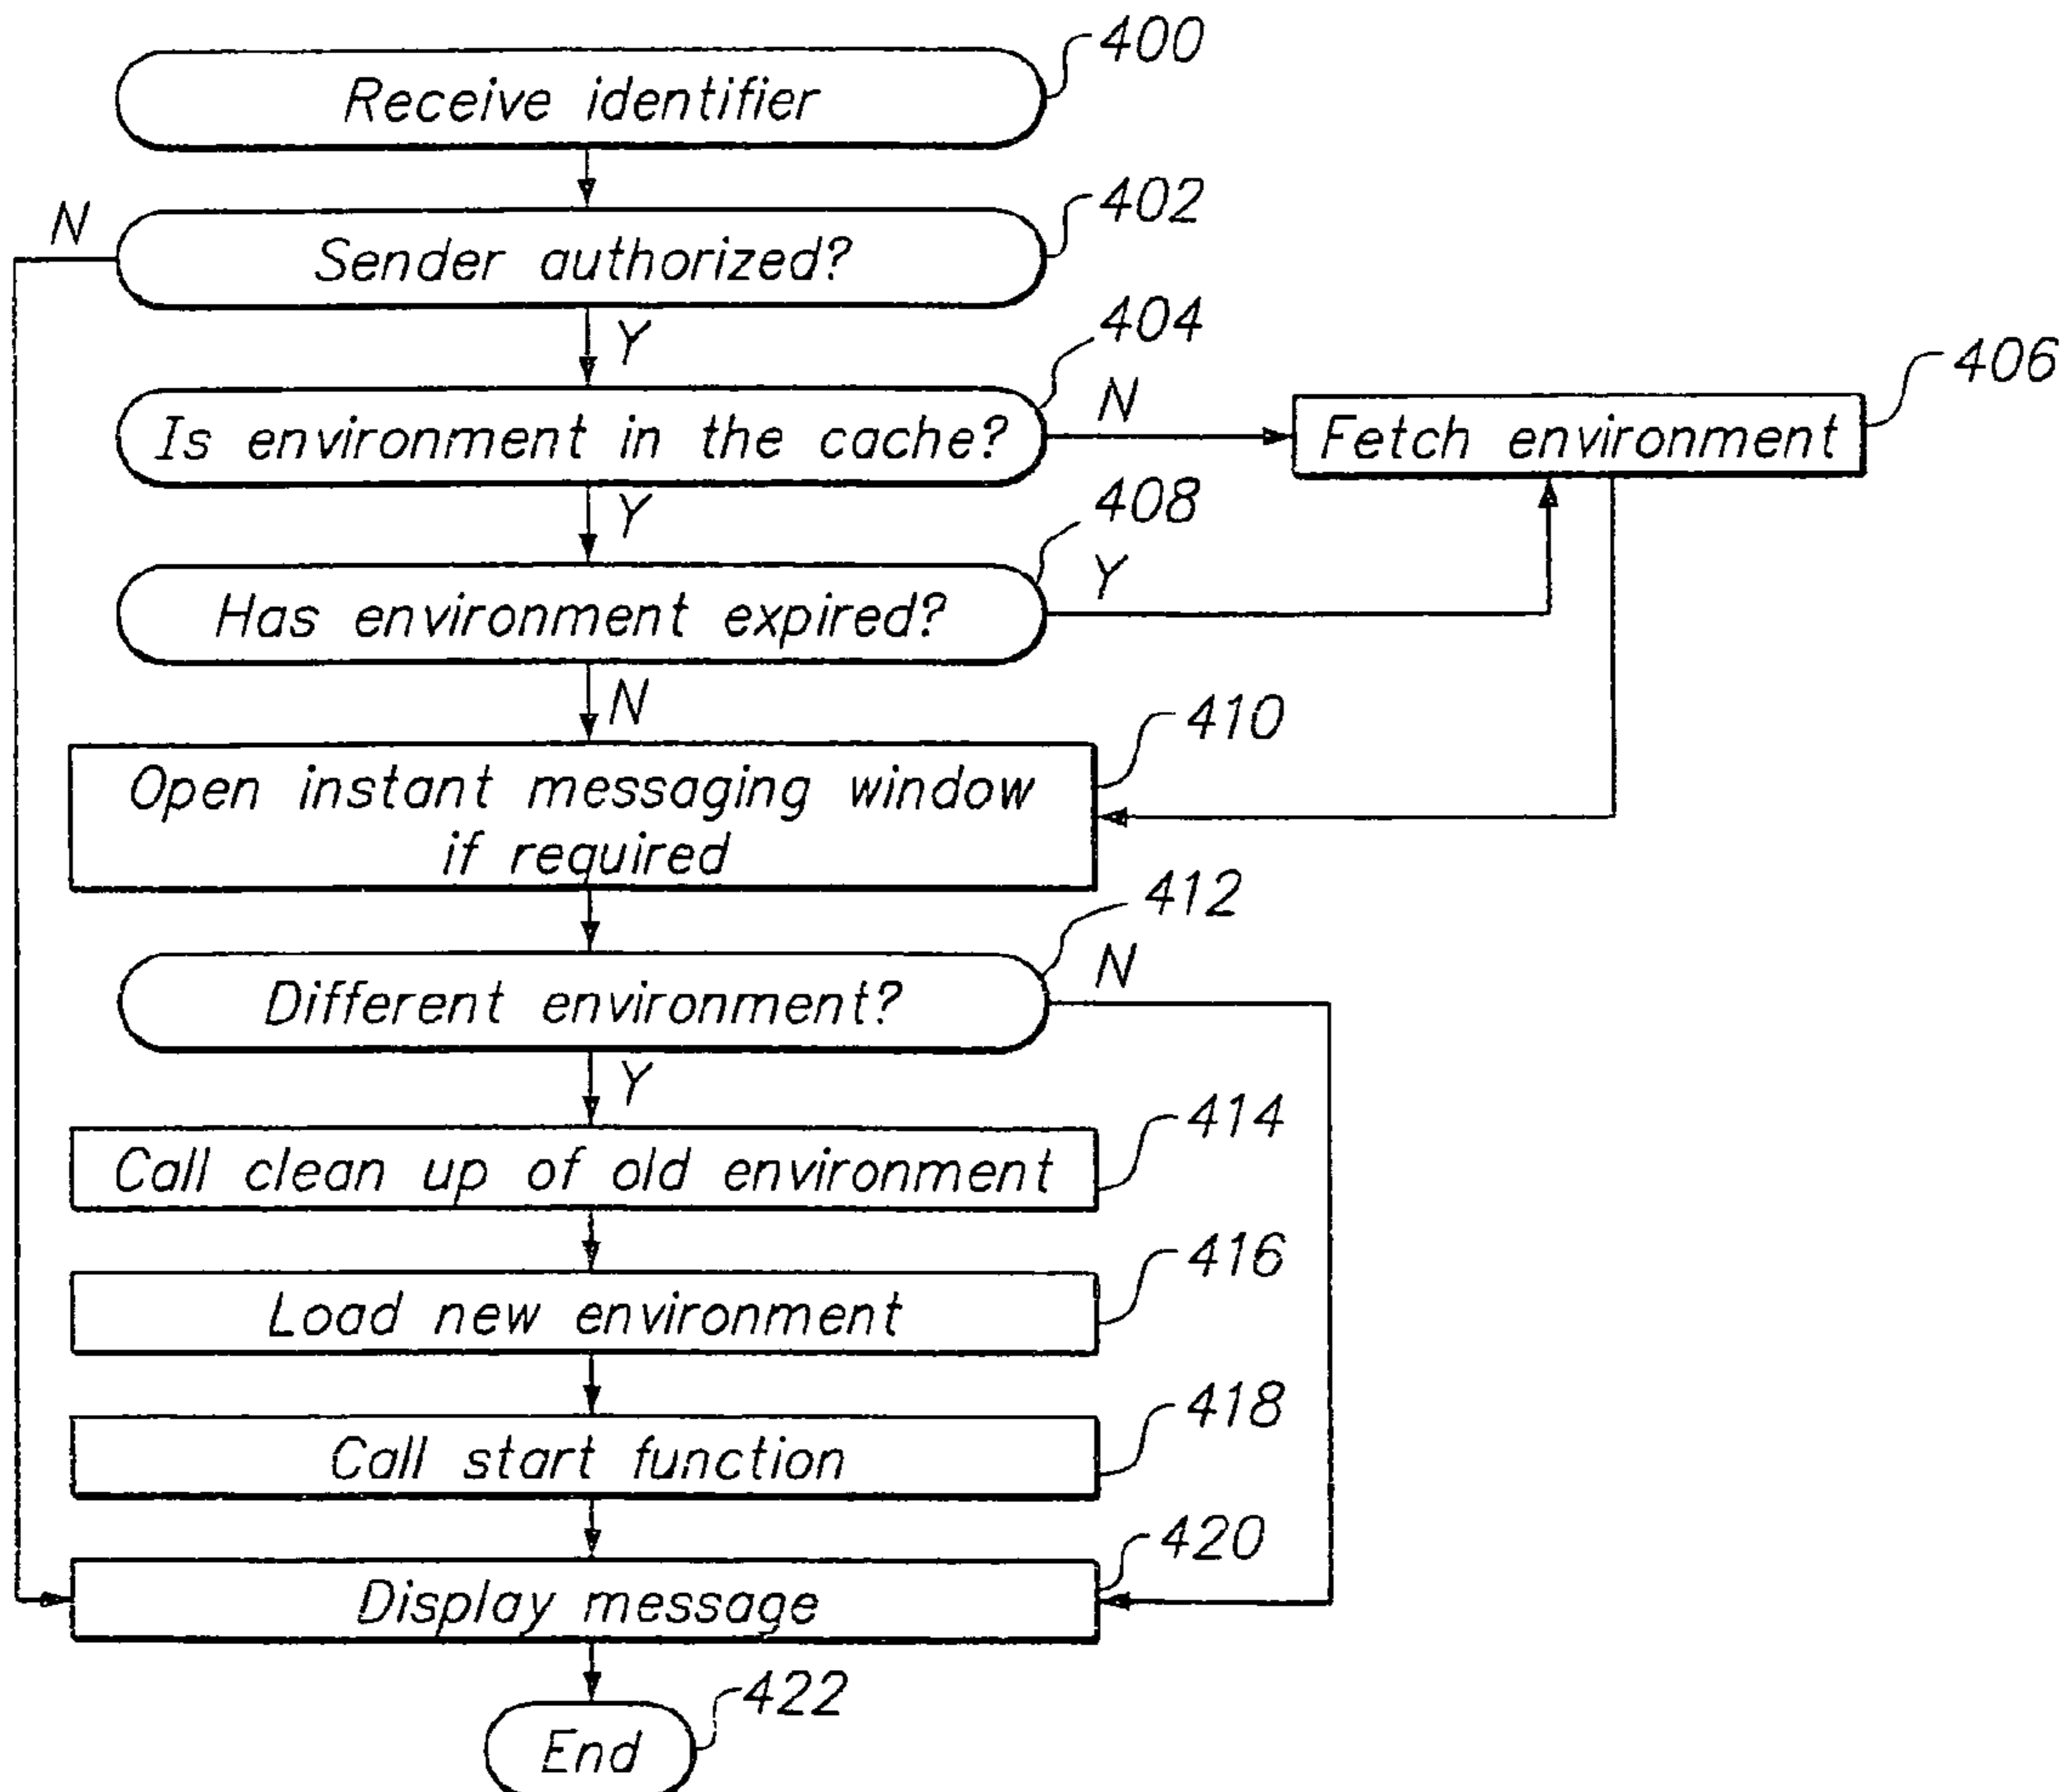 400
Receive identifier
402
N
Sender authorized?
Y
404
Is environment in the cache?
N
406
Fetch environment
Y
408
Has environment expired?
Y
N
410
Open instant messaging window
if required
412
Different environment?
N
Y
414
Call clean up of old environment
416
Load new environment
418
Call start function
420
Display message
422
End